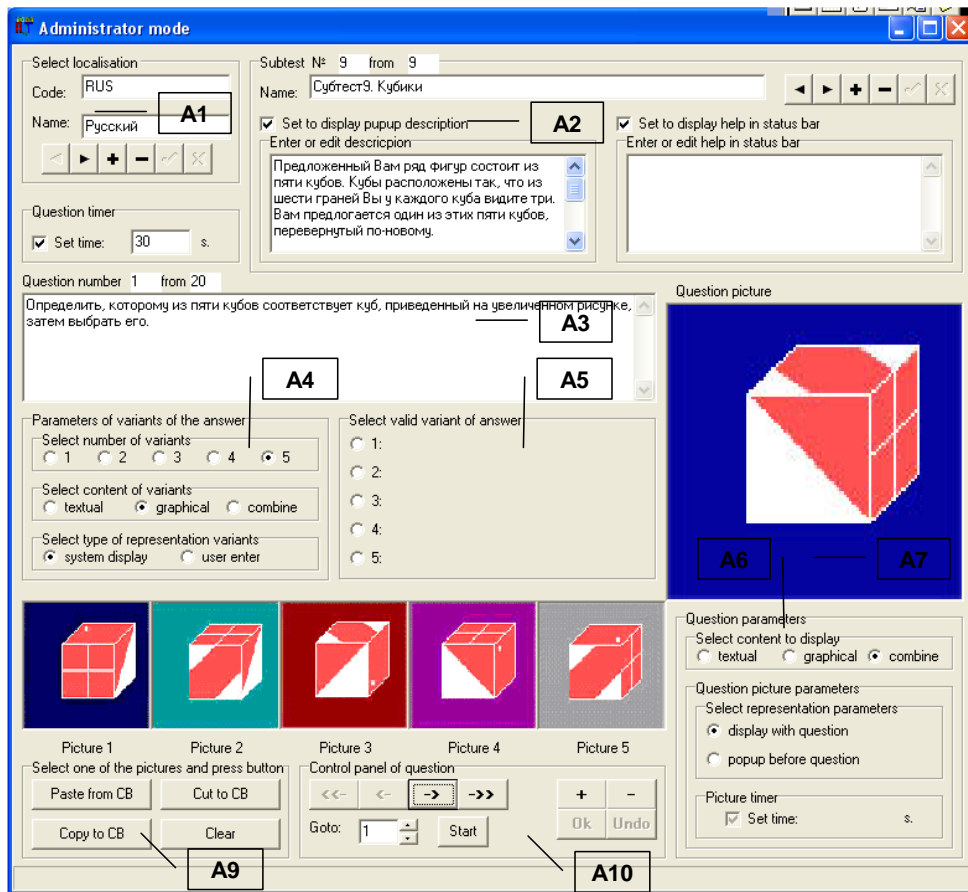 Administrator mode
Select localisation
Code: RUS
A1
Name: Русский
Subtest № 9 from 9
Name: Субтест9. Кубики
Set to display pupup description
A2
Set to display help in status bar
Enter or edit descricpion
Предложенный Вам ряд фигур состоит из
пяти кубов. Кубы расположены так, что из
шести граней Вы у каждого куба видите три.
Вам предлогается один из этих пяти кубов,
перевернутый по-новому.
Enter or edit help in status bar
Question timer
Set time: 30 s.
Question number 1 from 20
Определить, которому из пяти кубов соответствует куб, приведенный на увеличенном рисунке,
затем выбрать его.
A3
A4
A5
Question picture
A6
A7
Parameters of variants of the answer
Select number of variants
1 2 3 4 5
Select content of variants
textual graphical combine
Select type of representation variants
system display user enter
Select valid variant of answer
1:
2:
3:
4:
5:
Picture 1 Picture 2 Picture 3 Picture 4 Picture 5
Question parameters
Select content to display
textual graphical combine
Question picture parameters
Select representation parameters
display with question
popup before question
Picture timer
Set time: s.
Select one of the pictures and press button
Paste from CB Cut to CB
Copy to CB Clear
A9
Control panel of question
<<- <- -> ->>
Goto: 1 Start
+ -
Ok Undo
A10